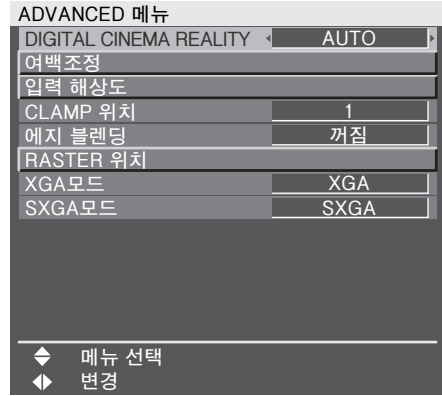 ADVANCED 메뉴
DIGITAL CINEMA REALITY AUTO
여백조정
입력 해상도
CLAMP 위치 1
에지 블렌딩 꺼짐
RASTER 위치
XGA모드 XGA
SXGA모드 SXGA
메뉴 선택
변경